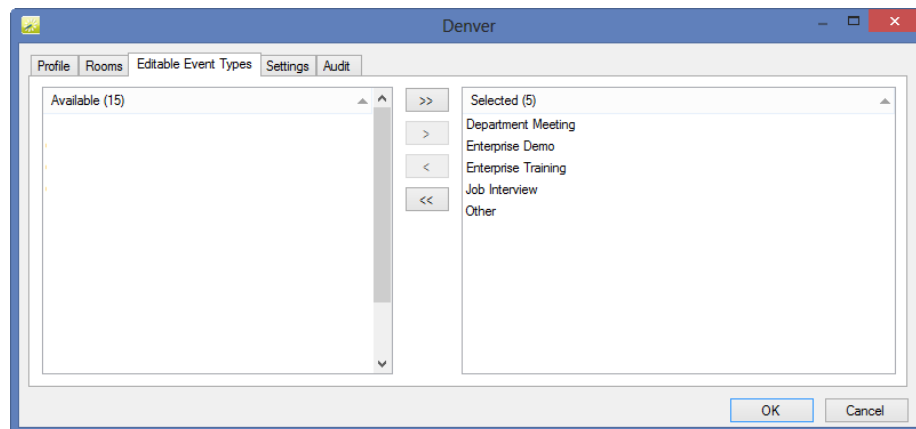 Denver
Profile Rooms Editable Event Types Settings Audit
Available (15)
>>
>
<
<<
Selected (5)
Department Meeting
Enterprise Demo
Enterprise Training
Job Interview
Other
OK Cancel